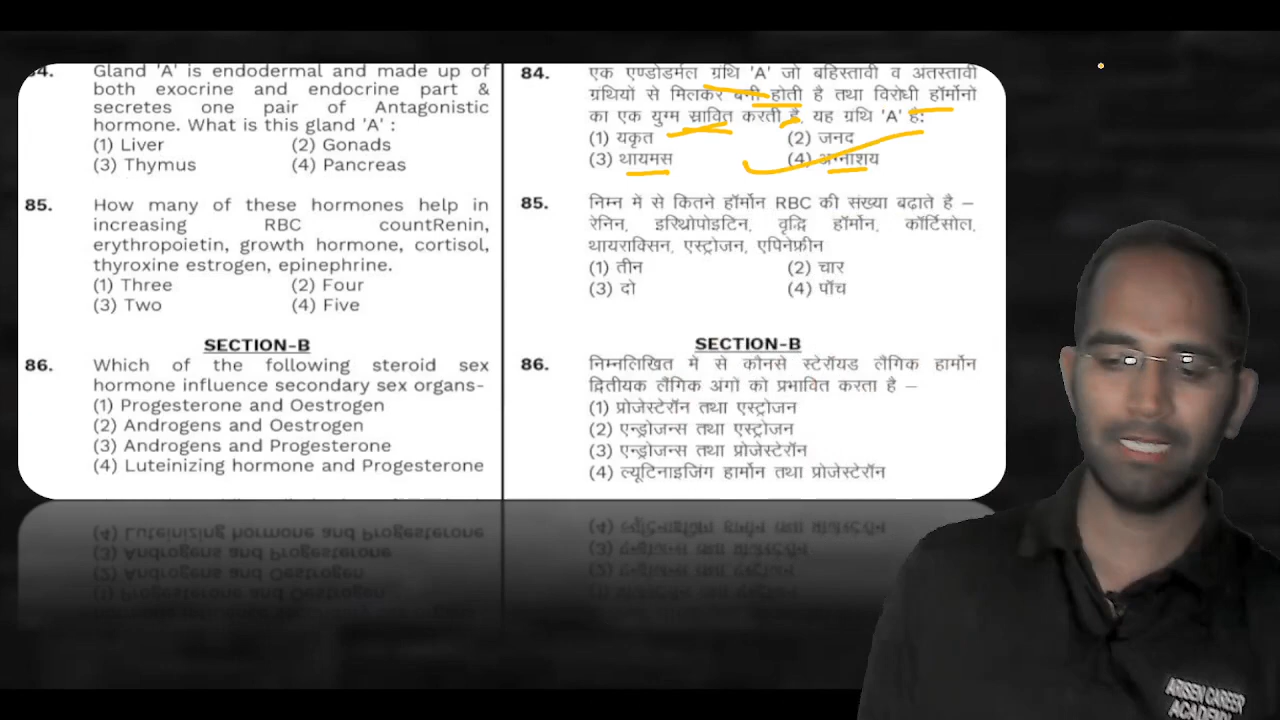 84. Gland 'A' is endodermal and made up of
both exocrine and endocrine part &
secretes one pair of Antagonistic
hormone. What is this gland 'A' :
(1) Liver (2) Gonads
(3) Thymus (4) Pancreas
85. How many of these hormones help in
increasing RBC countRenin,
erythropoietin, growth hormone, cortisol,
thyroxine estrogen, epinephrine.
(1) Three (2) Four
(3) Two (4) Five
SECTION-B
86. Which of the following steroid sex
hormone influence secondary sex organs-
(1) Progesterone and Oestrogen
(2) Androgens and Oestrogen
(3) Androgens and Progesterone
(4) Luteinizing hormone and Progesterone
84. एक एण्डोडर्मल ग्रंथि 'A' जो बहिस्तावी व अतस्तावी
ग्रंथियों से मिलकर बनी होती है तथा विरोधी हॉर्मोनों
का एक युग्म स्रावित करती है, यह ग्रंथि 'A' है:
(1) यकृत (2) जनद
(3) थायमस (4) अग्नाशय
85. निम्न में से कितने हॉर्मोन RBC की संख्या बढ़ाते है –
रेनिन, इरिथ्रोपोइटिन, वृद्धि हॉर्मोन, कॉर्टिसोल,
थायराक्सिन, एस्ट्रोजन, एपिनेफ्रीन
(1) तीन (2) चार
(3) दो (4) पाँच
SECTION-B
86. निम्नलिखित में से कौनसे स्टेरॉयड लैगिक हार्मोन
द्वितीयक लैगिक अंगों को प्रभावित करता है –
(1) प्रोजेस्टेरॉन तथा एस्ट्रोजन
(2) एन्ड्रोजन्स तथा एस्ट्रोजन
(3) एन्ड्रोजन्स तथा प्रोजेस्टेरॉन
(4) ल्यूटिनाइजिंग हार्मोन तथा प्रोजेस्टेरॉन
ARISEN CAREER
ACADEMY